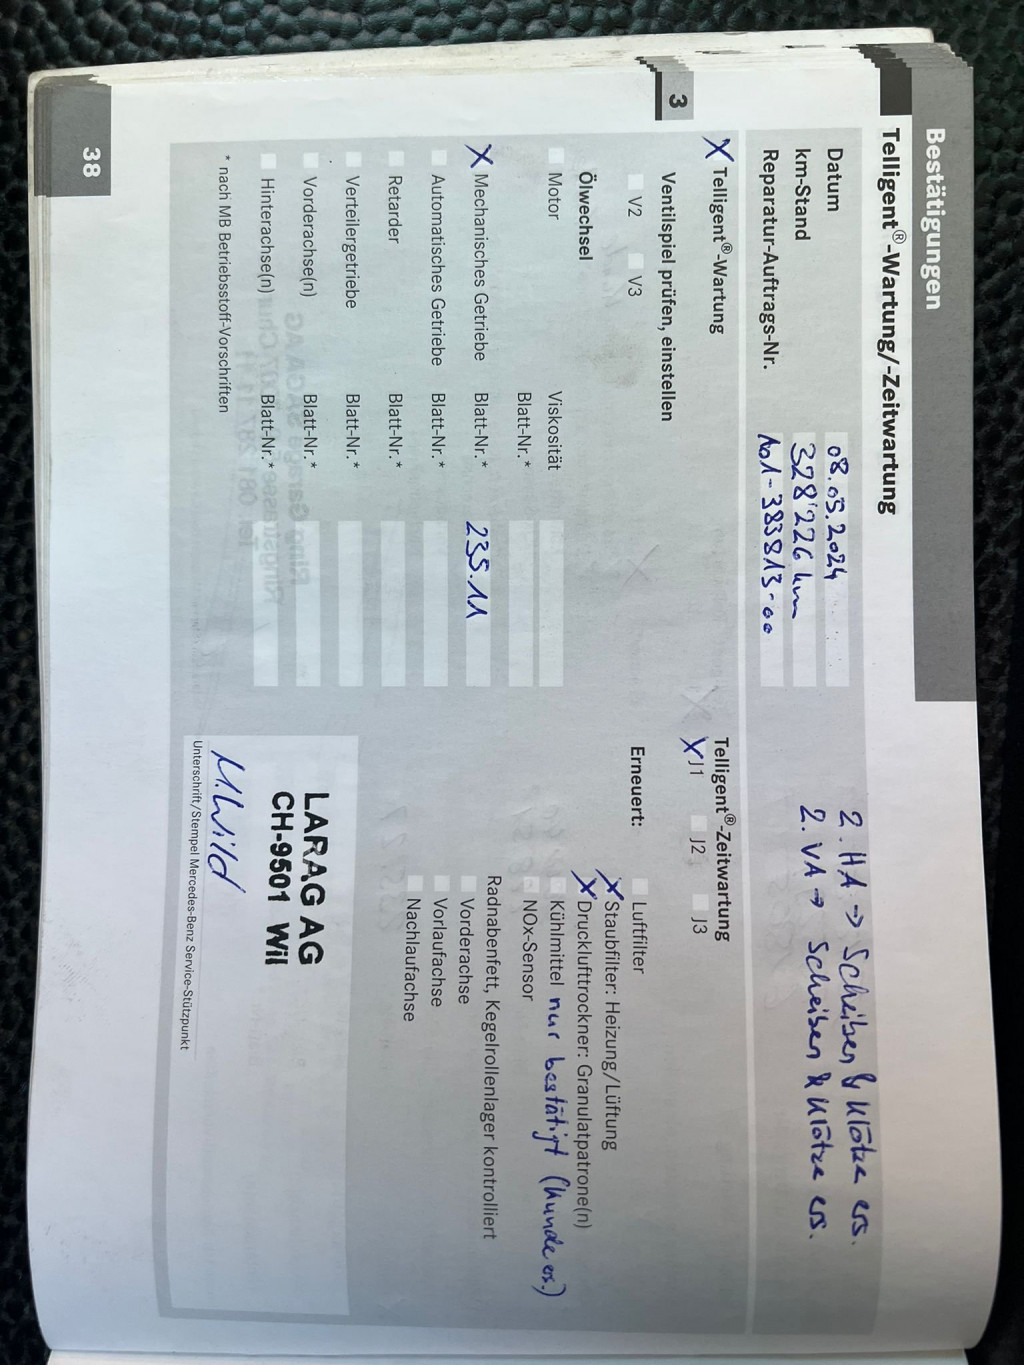 Bestätigungen
Telligent®-Wartung/-Zeitwartung
Datum 08.05.2024
km-Stand 328'226 km
Reparatur-Auftrags-Nr. No1-383813-00
2. HA → Scheiben & Klötze ers.
2. VA → Scheiben & Klötze ers.
3
X Telligent®-Wartung
Ventilspiel prüfen, einstellen
V2 V3
Ölwechsel
Motor Viskosität
Blatt-Nr.*
X Mechanisches Getriebe Blatt-Nr.* 235.11
Automatisches Getriebe Blatt-Nr.*
Retarder Blatt-Nr.*
Verteilergetriebe Blatt-Nr.*
Vorderachse(n) Blatt-Nr.*
Hinterachse(n) Blatt-Nr.*
* nach MB Betriebsstoff-Vorschriften
Telligent®-Zeitwartung
X J1 J2 J3
Erneuert:
Luftfilter
X Staubfilter: Heizung/Lüftung
X Drucklufttrockner: Granulatpatrone(n)
Kühlmittel nur bestätigt (Kunde ers.)
NOx-Sensor
Radnabenfett, Kegelrollenlager kontrolliert
Vorderachse
Vorlaufachse
Nachlaufachse
LARAG AG
CH-9501 Wil
M.Wild
Unterschrift/Stempel Mercedes-Benz Service-Stützpunkt
38